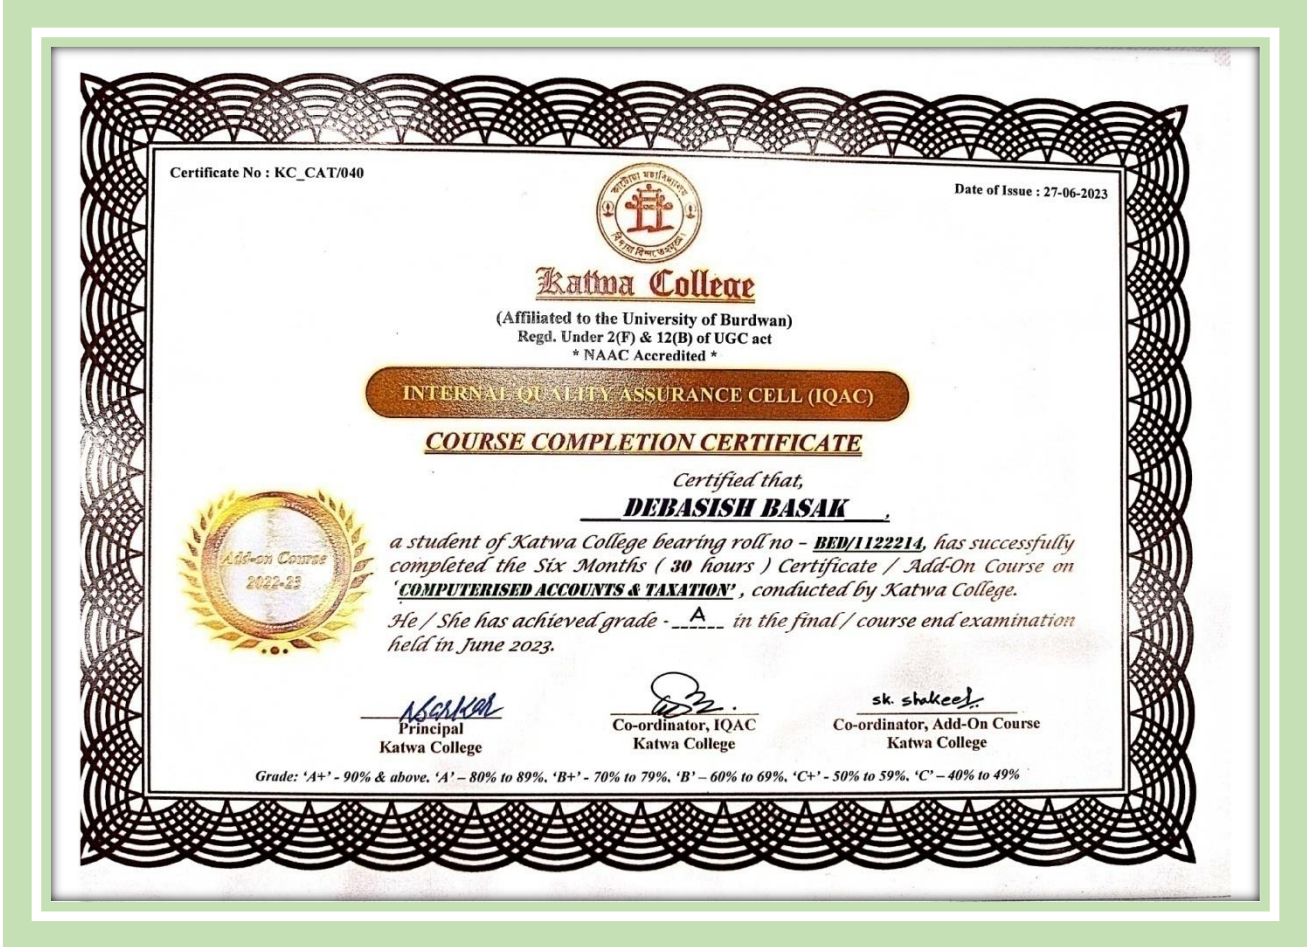 Certificate No : KC_CAT/040
Date of Issue : 27-06-2023
কাটোয়া মহাবিদ্যালয়
Katwa College
(Affiliated to the University of Burdwan)
Regd. Under 2(F) & 12(B) of UGC act
* NAAC Accredited *
INTERNAL QUALITY ASSURANCE CELL (IQAC)
COURSE COMPLETION CERTIFICATE
Certified that,
DEBASISH BASAK ,
a student of Katwa College bearing roll no – BED/1122214, has successfully
completed the Six Months ( 30 hours ) Certificate / Add-On Course on
‘COMPUTERISED ACCOUNTS & TAXATION’ , conducted by Katwa College.
He / She has achieved grade - A in the final / course end examination
held in June 2023.
Add-on Course
2022-23
Sarkar
sk. shakeel
Principal
Katwa College
Co-ordinator, IQAC
Katwa College
Co-ordinator, Add-On Course
Katwa College
Grade: ‘A+’ - 90% & above, ‘A’ – 80% to 89%, ‘B+’ - 70% to 79%, ‘B’ – 60% to 69%, ‘C+’ - 50% to 59%, ‘C’ – 40% to 49%